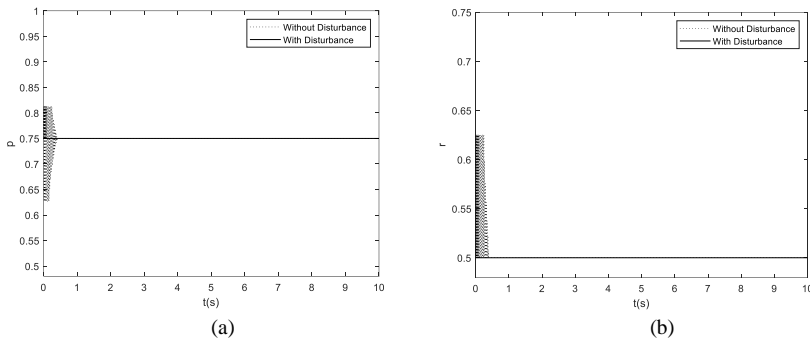 1
0.95
0.9
0.85
0.8
0.75
0.7
0.65
0.6
0.55
0.5
p
0 1 2 3 4 5 6 7 8 9 10
t(s)
Without Disturbance
With Disturbance
(a)
0.75
0.7
0.65
0.6
0.55
0.5
r
0 1 2 3 4 5 6 7 8 9 10
t(s)
Without Disturbance
With Disturbance
(b)